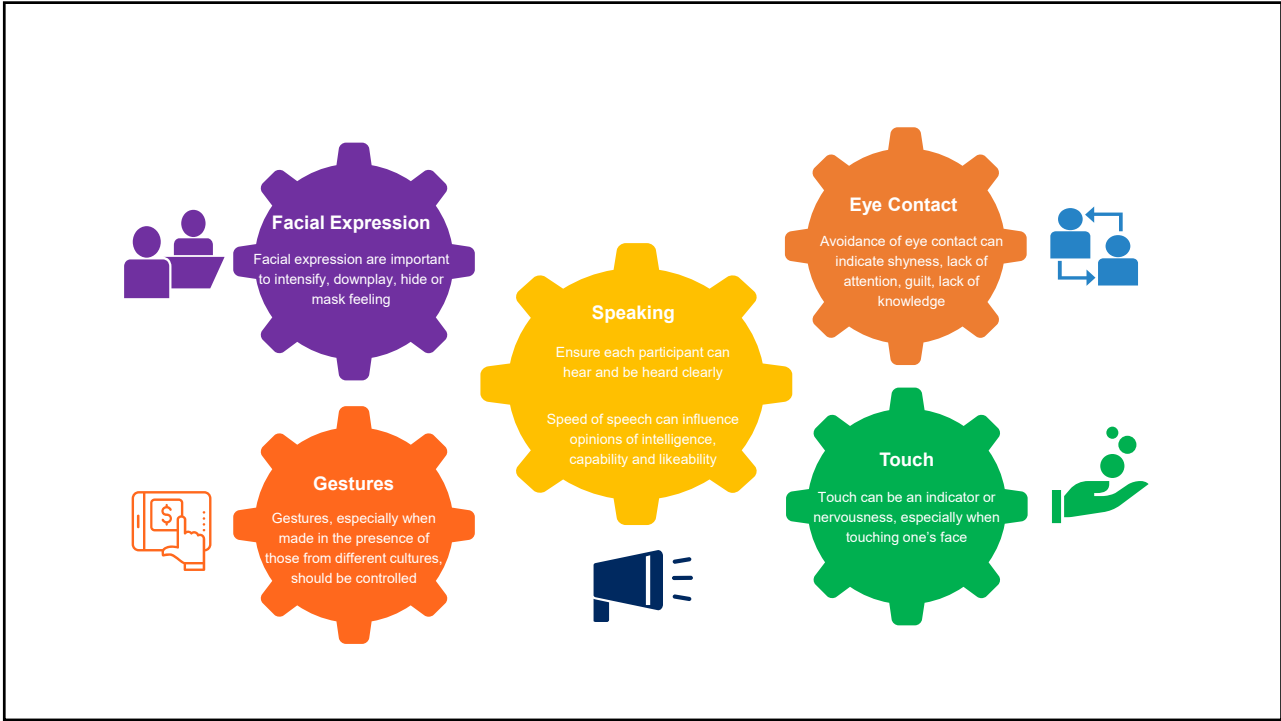 Facial Expression
Facial expression are important
to intensify, downplay, hide or
mask feeling
Gestures
Gestures, especially when
made in the presence of
those from different cultures,
should be controlled
$
Speaking
Ensure each participant can
hear and be heard clearly
Speed of speech can influence
opinions of intelligence,
capability and likeability
Eye Contact
Avoidance of eye contact can
indicate shyness, lack of
attention, guilt, lack of
knowledge
Touch
Touch can be an indicator or
nervousness, especially when
touching one's face